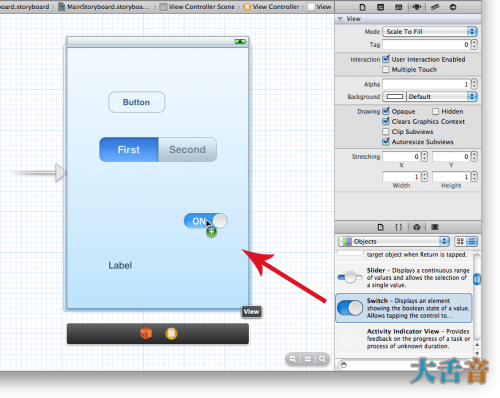 board.storyboard
MainStoryboard.storyboa...
View Controller Scene
View Controller
View
View
Mode
Scale To Fill
Tag
0
Interaction
User Interaction Enabled
Multiple Touch
Alpha
1
Background
Default
Drawing
Opaque
Hidden
Clears Graphics Context
Clip Subviews
Autoresize Subviews
Stretching
0
0
X
Y
1
1
Width
Height
Button
First
Second
ON
Label
View
{ }
Objects
target object when Return is tapped.
Slider - Displays a continuous range
of values and allows the selection of
a single value.
Switch - Displays an element
showing the boolean state of a value.
Allows tapping the control to...
Activity Indicator View - Provides
feedback on the progress of a task or
process of unknown duration.
大舌音